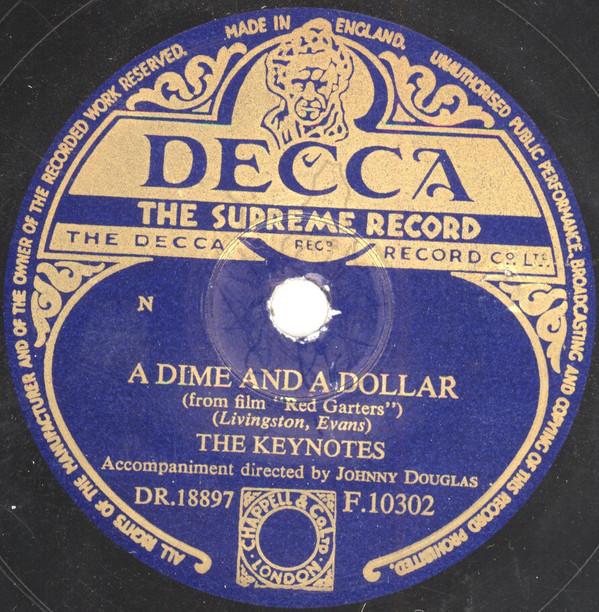 ALL RIGHTS OF THE MANUFACTURER AND OF THE OWNER OF THE RECORDED WORK RESERVED.
MADE IN ENGLAND.
UNAUTHORISED PUBLIC PERFORMANCE, BROADCASTING AND COPYING OF THIS RECORD PROHIBITED.
DECCA
THE SUPREME RECORD
THE DECCA REGD RECORD CO. LTD.
N
A DIME AND A DOLLAR
(from film "Red Garters")
(Livingston, Evans)
THE KEYNOTES
Accompaniment directed by JOHNNY DOUGLAS
DR.18897
F.10302
CHAPPELL & CO. LTD.
LONDON